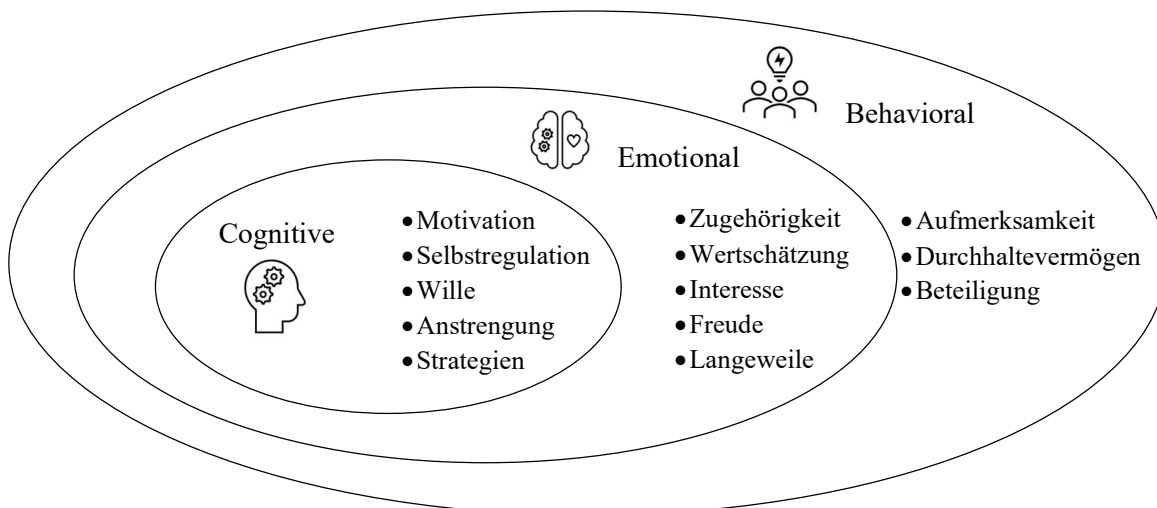 Behavioral
Emotional
Cognitive
•Motivation
•Selbstregulation
•Wille
•Anstrengung
•Strategien
•Zugehörigkeit
•Wertschätzung
•Interesse
•Freude
•Langeweile
•Aufmerksamkeit
•Durchhaltevermögen
•Beteiligung